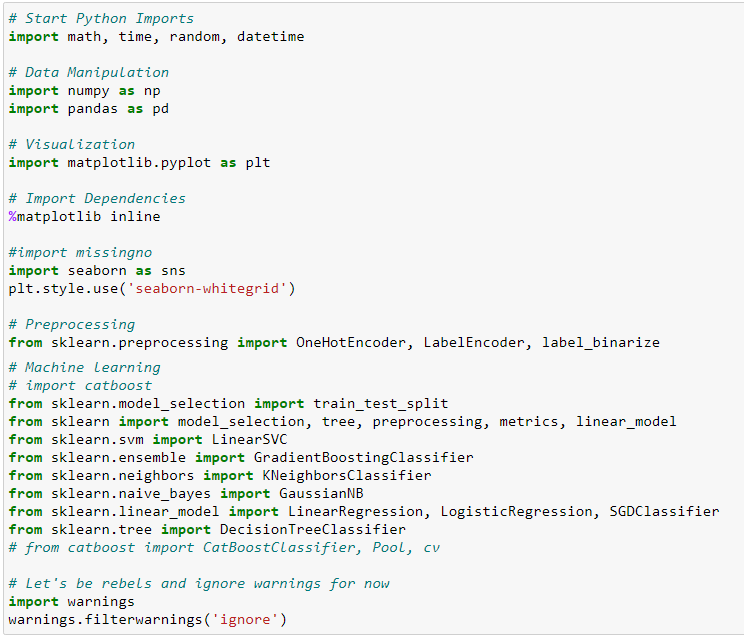 # Start Python Imports
import math, time, random, datetime
# Data Manipulation
import numpy as np
import pandas as pd
# Visualization
import matplotlib.pyplot as plt
# Import Dependencies
%matplotlib inline
#import missingno
import seaborn as sns
plt.style.use('seaborn-whitegrid')
# Preprocessing
from sklearn.preprocessing import OneHotEncoder, LabelEncoder, label_binarize
# Machine learning
# import catboost
from sklearn.model_selection import train_test_split
from sklearn import model_selection, tree, preprocessing, metrics, linear_model
from sklearn.svm import LinearSVC
from sklearn.ensemble import GradientBoostingClassifier
from sklearn.neighbors import KNeighborsClassifier
from sklearn.naive_bayes import GaussianNB
from sklearn.linear_model import LinearRegression, LogisticRegression, SGDClassifier
from sklearn.tree import DecisionTreeClassifier
# from catboost import CatBoostClassifier, Pool, cv
# Let's be rebels and ignore warnings for now
import warnings
warnings.filterwarnings('ignore')